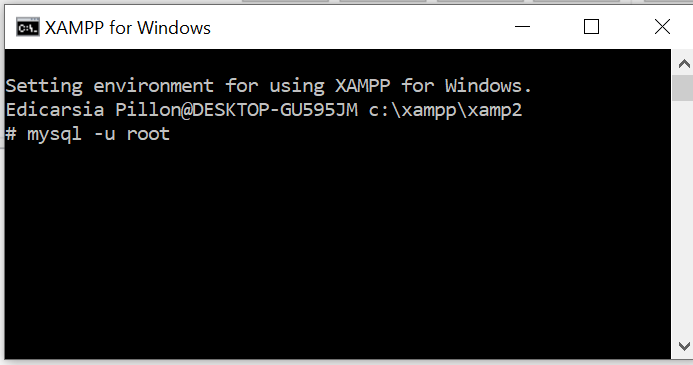 XAMPP for Windows
Setting environment for using XAMPP for Windows.
Edicarsia Pillon@DESKTOP-GU595JM c:\xampp\xamp2
# mysql -u root